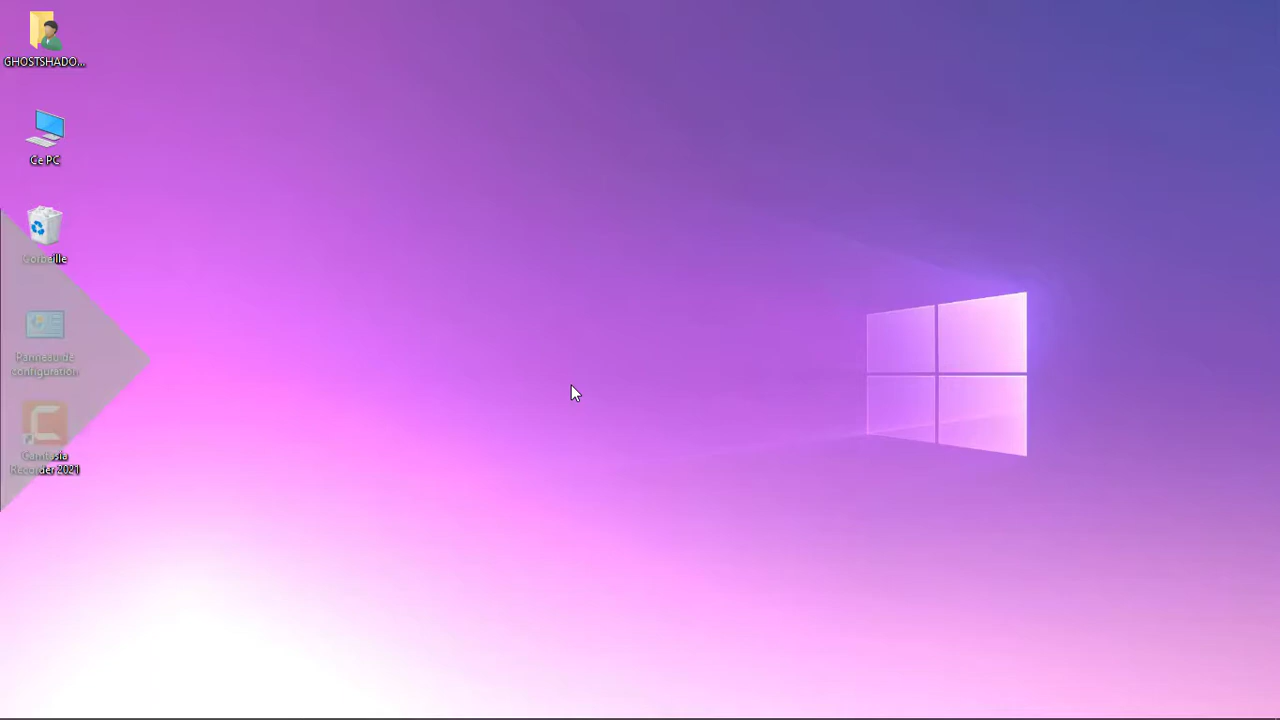 GHOSTSHADO...
Ce PC
Corbeille
Panneau de
configuration
Camtasia
Recorder 2021